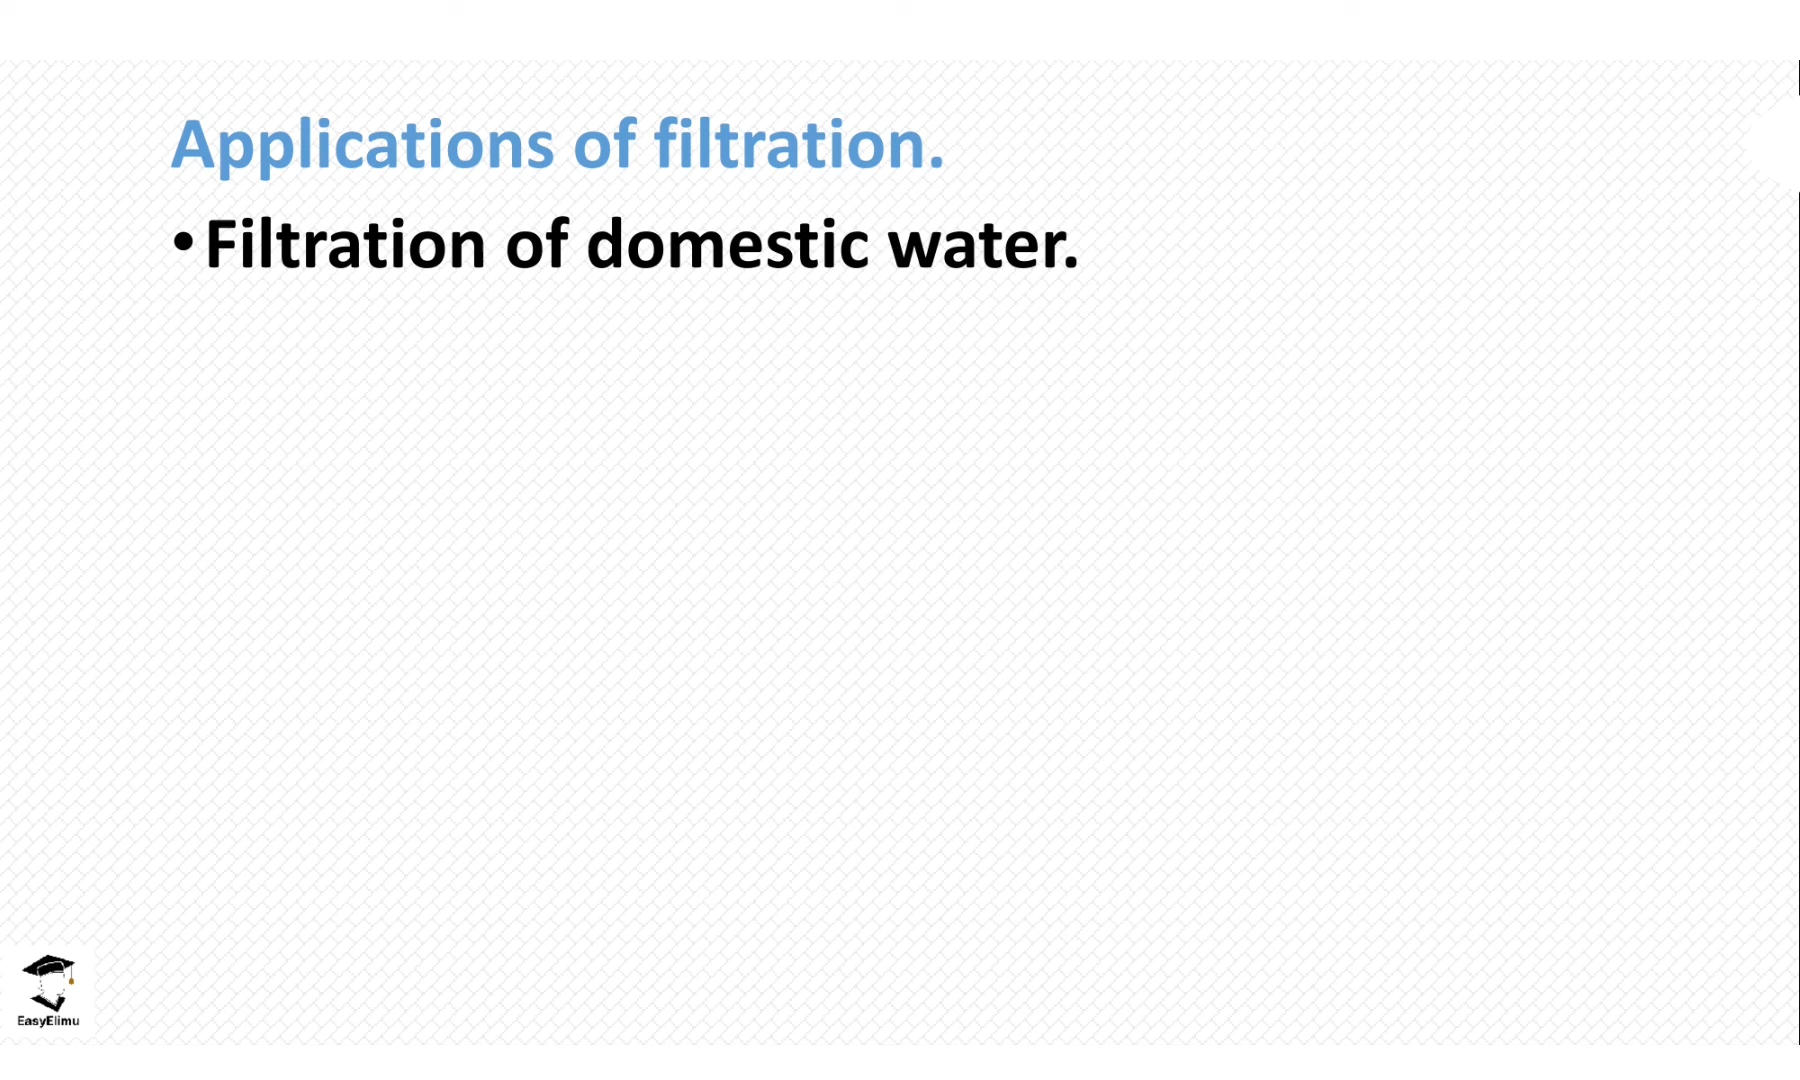 Applications of filtration.
•Filtration of domestic water.
EasyElimu